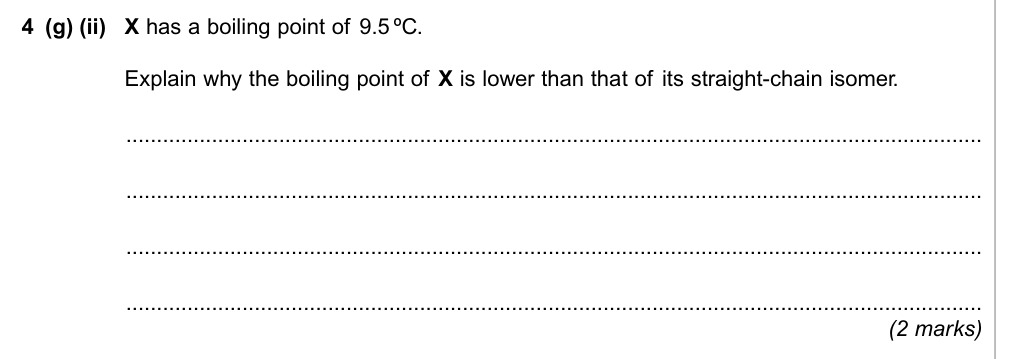 4 (g) (ii) X has a boiling point of 9.5 ºC.
Explain why the boiling point of X is lower than that of its straight-chain isomer.
(2 marks)